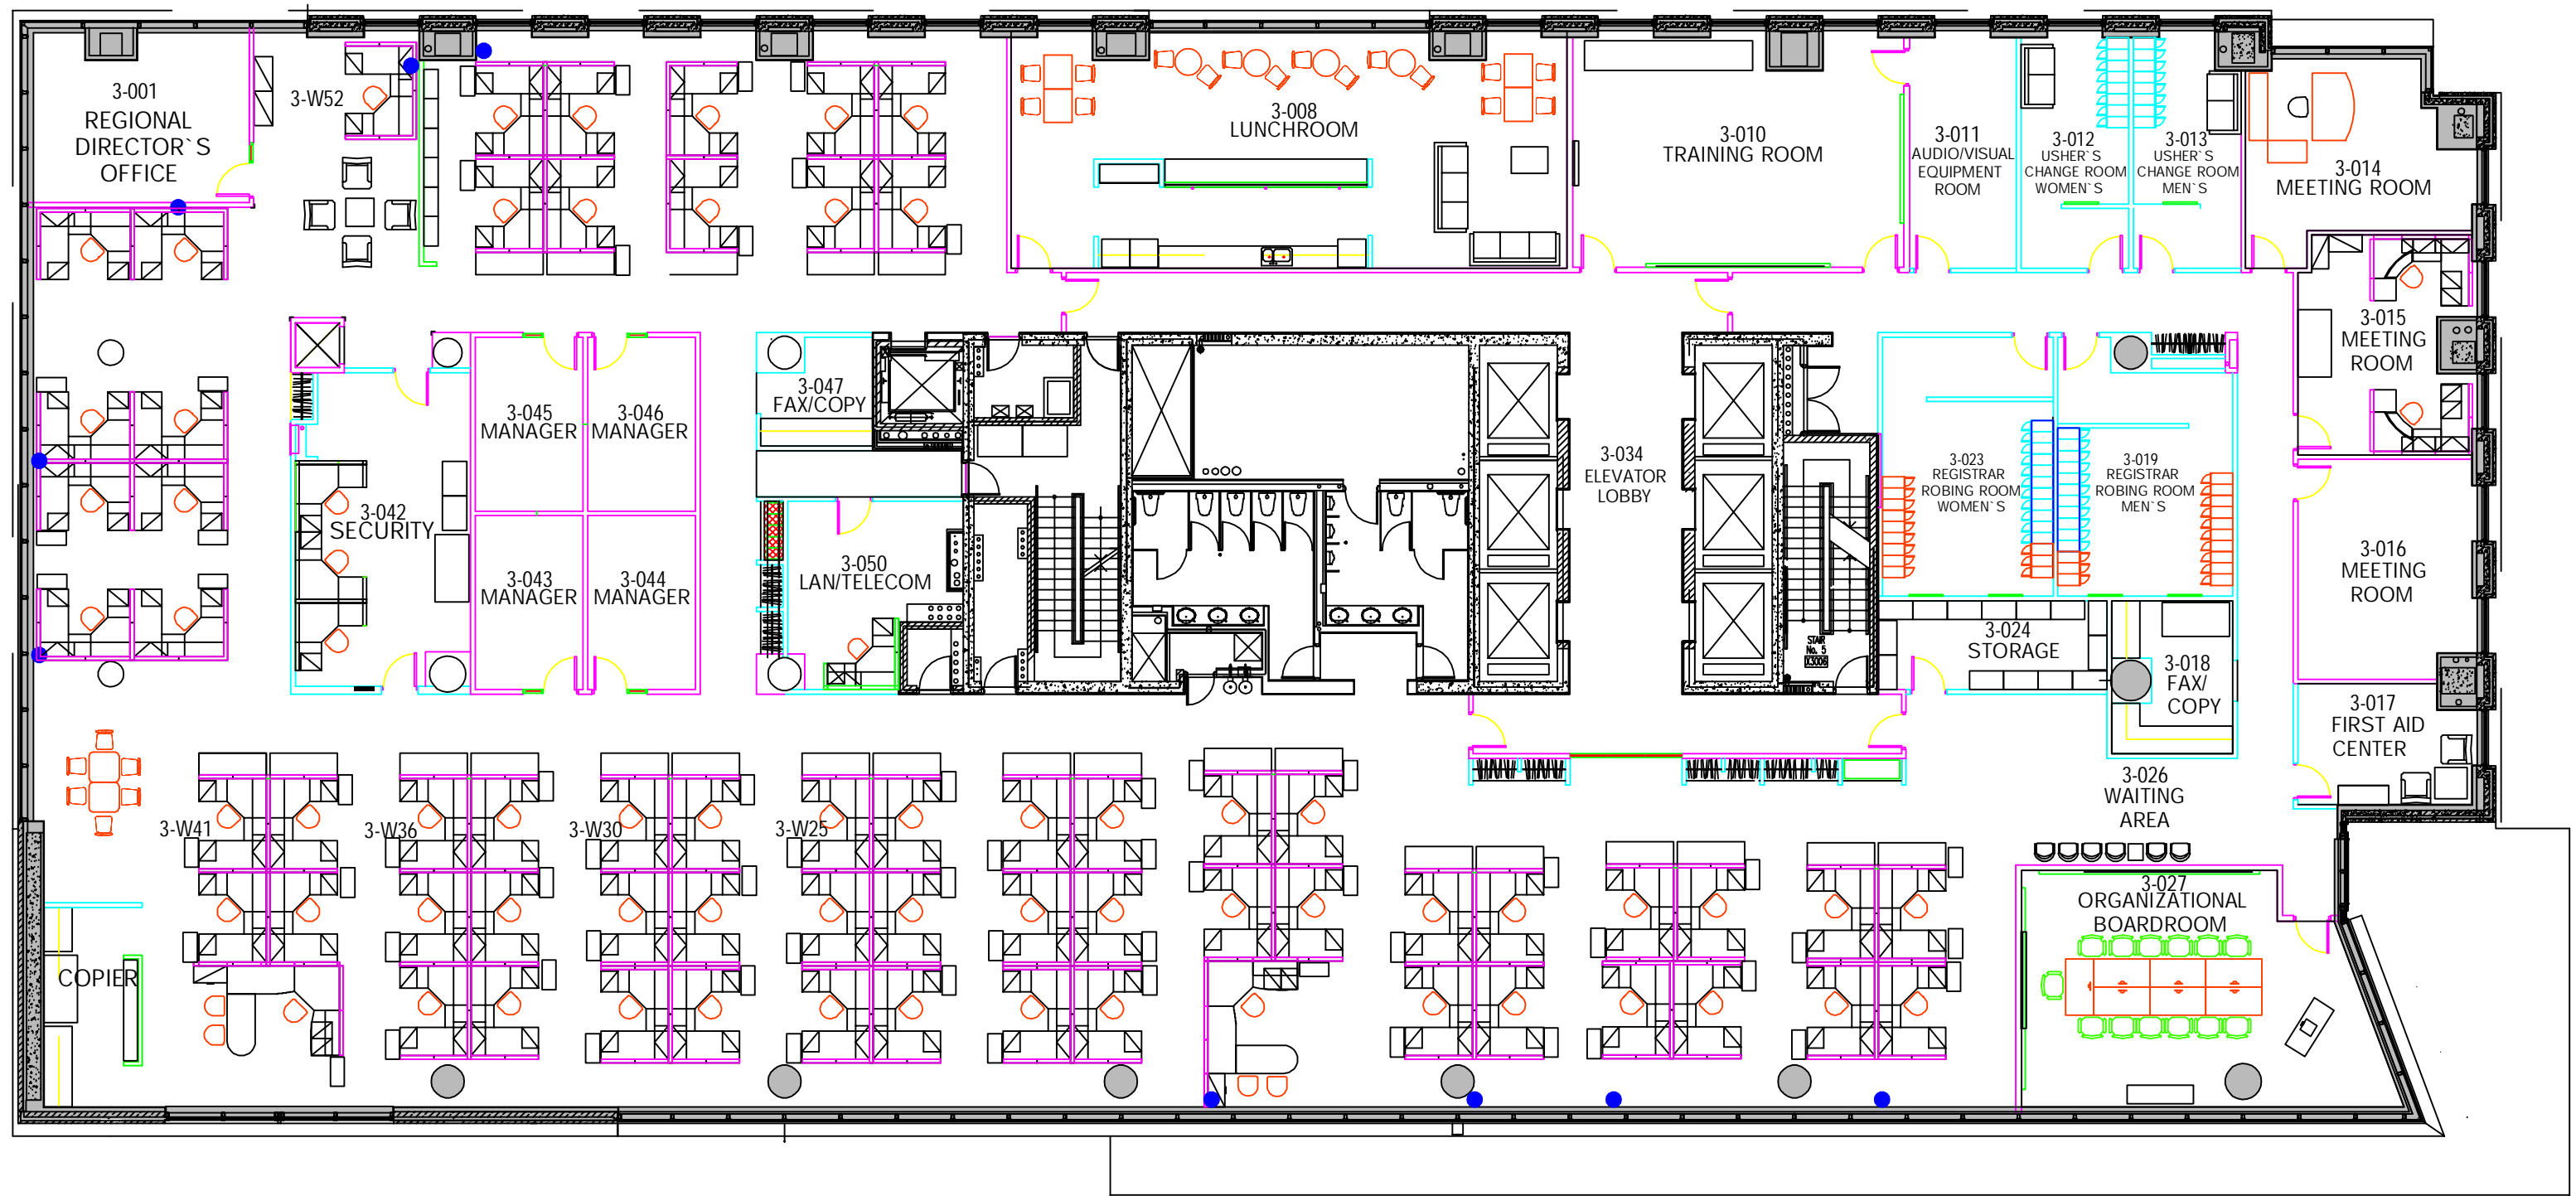 3-001
REGIONAL
DIRECTOR`S
OFFICE
3-W52
3-008
LUNCHROOM
3-010
TRAINING ROOM
3-011
AUDIO/VISUAL
EQUIPMENT
ROOM
3-012
USHER`S
CHANGE ROOM
WOMEN`S
3-013
USHER`S
CHANGE ROOM
MEN`S
3-014
MEETING ROOM
3-015
MEETING
ROOM
3-047
FAX/COPY
3-045
MANAGER
3-046
MANAGER
3-034
ELEVATOR
LOBBY
3-023
REGISTRAR
ROBING ROOM
WOMEN`S
3-019
REGISTRAR
ROBING ROOM
MEN`S
3-042
SECURITY
3-043
MANAGER
3-044
MANAGER
3-050
LAN/TELECOM
3-016
MEETING
ROOM
STAIR
No. 5
X3006
3-024
STORAGE
3-018
FAX/
COPY
3-017
FIRST AID
CENTER
3-026
WAITING
AREA
3-W41
3-W36
3-W30
3-W25
3-027
ORGANIZATIONAL
BOARDROOM
COPIER